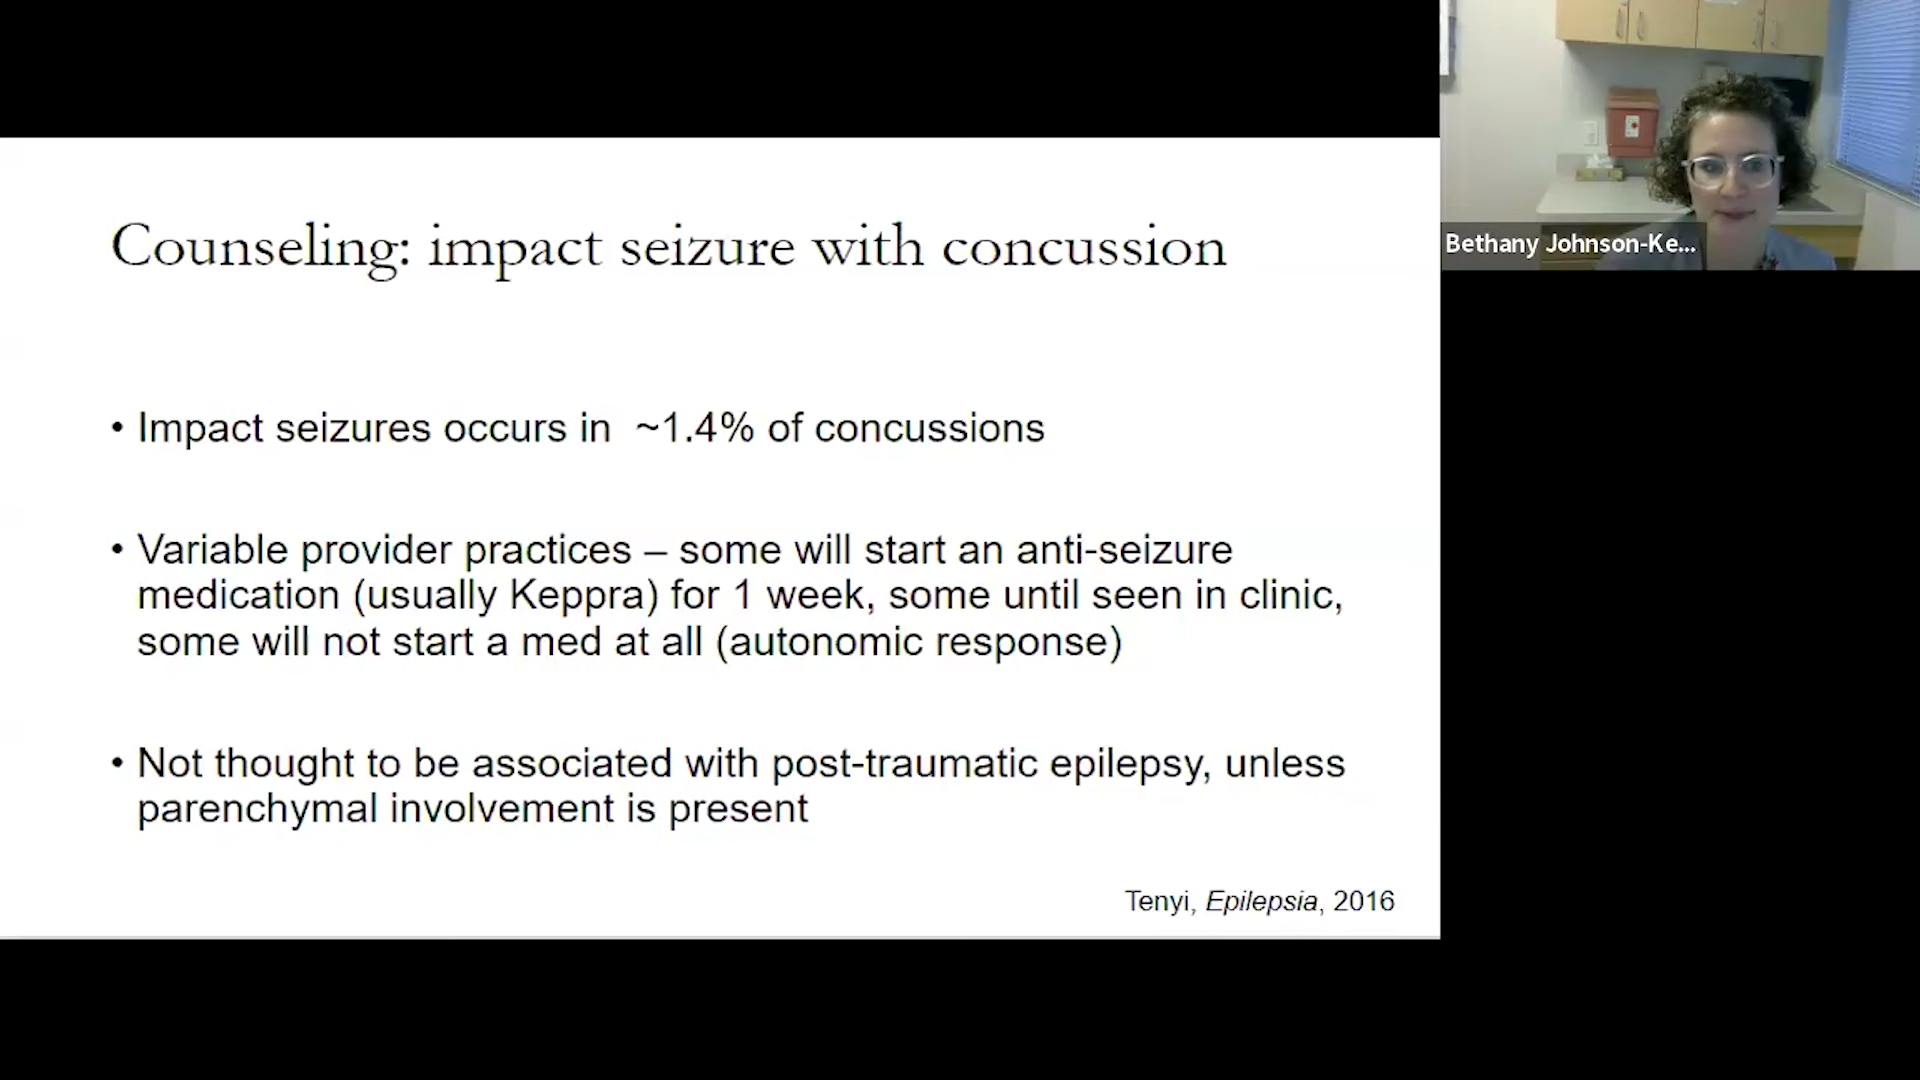 Counseling: impact seizure with concussion
• Impact seizures occurs in  ~1.4% of concussions
• Variable provider practices – some will start an anti-seizure
medication (usually Keppra) for 1 week, some until seen in clinic,
some will not start a med at all (autonomic response)
• Not thought to be associated with post-traumatic epilepsy, unless
parenchymal involvement is present
Tenyi, Epilepsia, 2016
Bethany Johnson-Ke...